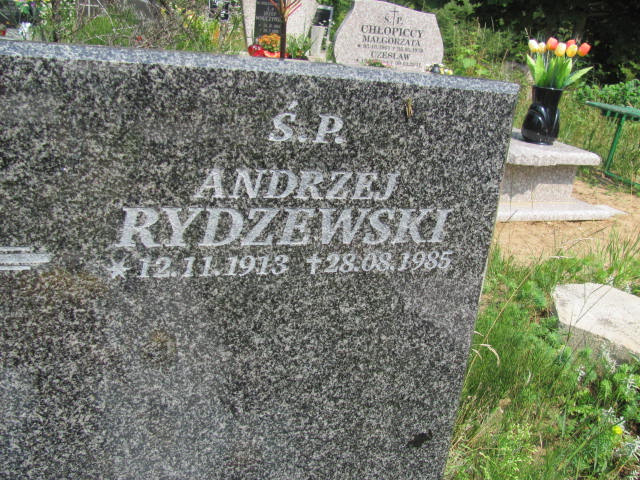 Ś.P.
CHŁOPICCY
MAŁGORZATA
CZESŁAW
Ś.P.
ANDRZEJ
RYDZEWSKI
★12.11.1913 †28.08.1985